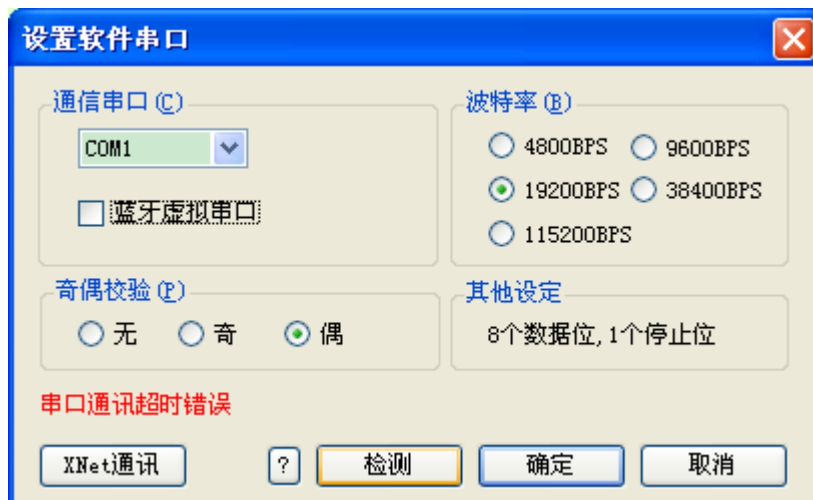 设置软件串口
通信串口(C)
COM1
蓝牙虚拟串口
波特率(B)
4800BPS
9600BPS
19200BPS
38400BPS
115200BPS
奇偶校验(P)
无
奇
偶
其他设定
8个数据位,1个停止位
串口通讯超时错误
XNet通讯
?
检测
确定
取消